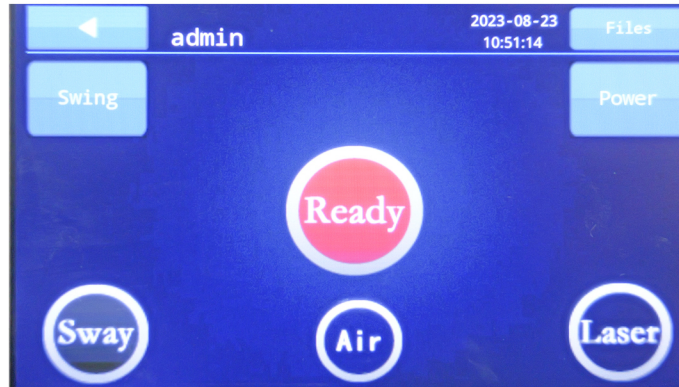 admin
2023-08-23
10:51:14
Files
Swing
Power
Ready
Sway
Air
Laser